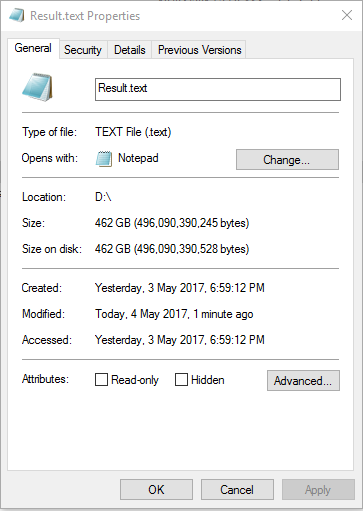 Result.text Properties
General Security Details Previous Versions
Result.text
Type of file: TEXT File (.text)
Opens with: Notepad Change...
Location: D:\
Size: 462 GB (496,090,390,245 bytes)
Size on disk: 462 GB (496,090,390,528 bytes)
Created: Yesterday, 3 May 2017, 6:59:12 PM
Modified: Today, 4 May 2017, 1 minute ago
Accessed: Yesterday, 3 May 2017, 6:59:12 PM
Attributes: Read-only Hidden Advanced...
OK Cancel Apply